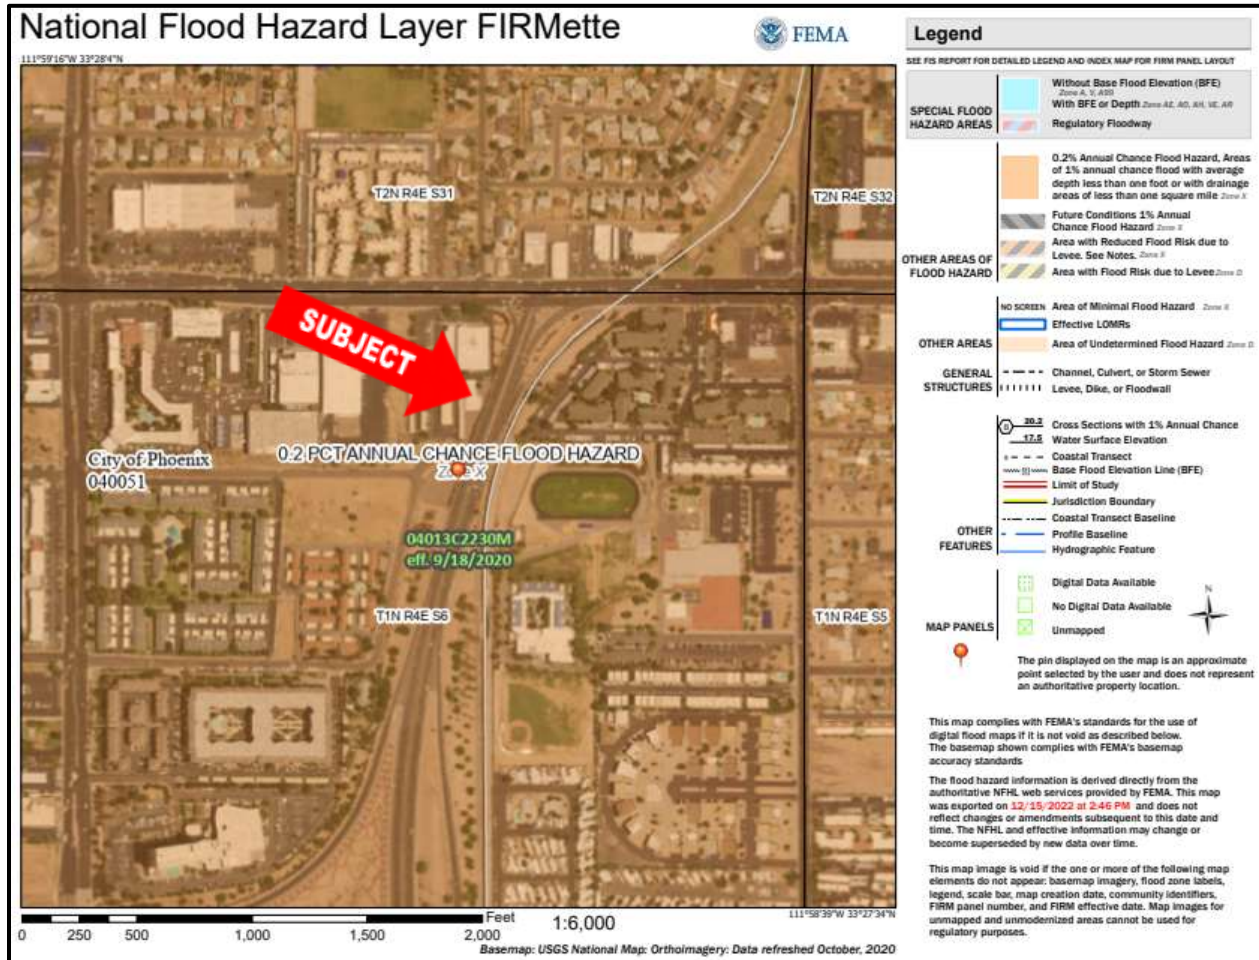 National Flood Hazard Layer FIRMette
FEMA
111°59'16"W 33°28'4"N
T2N R4E S31
T2N R4E S32
SUBJECT
City of Phoenix
040051
0.2 PCT ANNUAL CHANCE FLOOD HAZARD
Zone X
04013C2230M
eff. 9/18/2020
T1N R4E S6
T1N R4E S5
111°58'39"W 33°27'34"N
Feet
1:6,000
0 250 500 1,000 1,500 2,000
Basemap: USGS National Map: Orthoimagery: Data refreshed October, 2020
Legend
SEE FIS REPORT FOR DETAILED LEGEND AND INDEX MAP FOR FIRM PANEL LAYOUT
SPECIAL FLOOD
HAZARD AREAS
Without Base Flood Elevation (BFE)
Zone A, V, A99
With BFE or Depth Zone AE, AO, AH, VE, AR
Regulatory Floodway
OTHER AREAS OF
FLOOD HAZARD
0.2% Annual Chance Flood Hazard, Areas
of 1% annual chance flood with average
depth less than one foot or with drainage
areas of less than one square mile Zone X
Future Conditions 1% Annual
Chance Flood Hazard Zone X
Area with Reduced Flood Risk due to
Levee. See Notes. Zone X
Area with Flood Risk due to Levee Zone D
OTHER AREAS
NO SCREEN Area of Minimal Flood Hazard Zone X
Effective LOMRs
Area of Undetermined Flood Hazard Zone D
GENERAL
STRUCTURES
Channel, Culvert, or Storm Sewer
Levee, Dike, or Floodwall
OTHER
FEATURES
20.2 Cross Sections with 1% Annual Chance
17.5 Water Surface Elevation
Coastal Transect
Base Flood Elevation Line (BFE)
Limit of Study
Jurisdiction Boundary
Coastal Transect Baseline
Profile Baseline
Hydrographic Feature
MAP PANELS
Digital Data Available
No Digital Data Available
Unmapped
N
The pin displayed on the map is an approximate
point selected by the user and does not represent
an authoritative property location.
This map complies with FEMA's standards for the use of
digital flood maps if it is not void as described below.
The basemap shown complies with FEMA's basemap
accuracy standards
The flood hazard information is derived directly from the
authoritative NFHL web services provided by FEMA. This map
was exported on 12/15/2022 at 2:46 PM and does not
reflect changes or amendments subsequent to this date and
time. The NFHL and effective information may change or
become superseded by new data over time.
This map image is void if the one or more of the following map
elements do not appear: basemap imagery, flood zone labels,
legend, scale bar, map creation date, community identifiers,
FIRM panel number, and FIRM effective date. Map images for
unmapped and unmodernized areas cannot be used for
regulatory purposes.